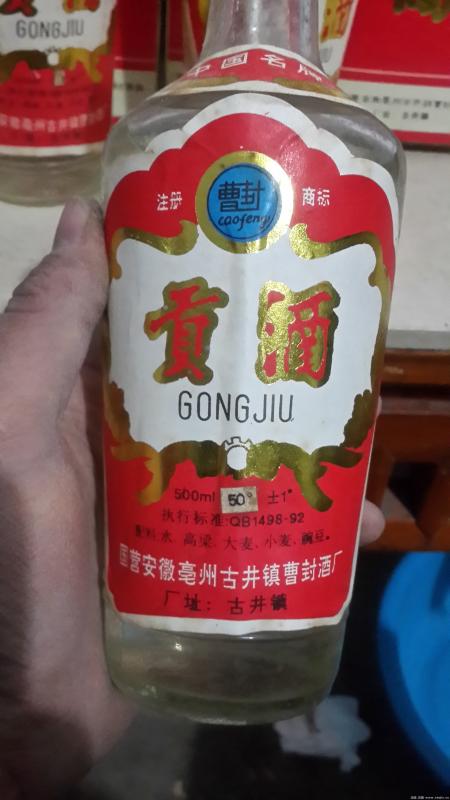 酒
GONGJIU
中国名牌
注册
曹封
caofeng
商标
贡酒
GONGJIU
500ml 50° ±1°
执行标准:QB1498-92
配料:水、高粱、大麦、小麦、豌豆。
国营安徽亳州古井镇曹封酒厂
厂址：古井镇